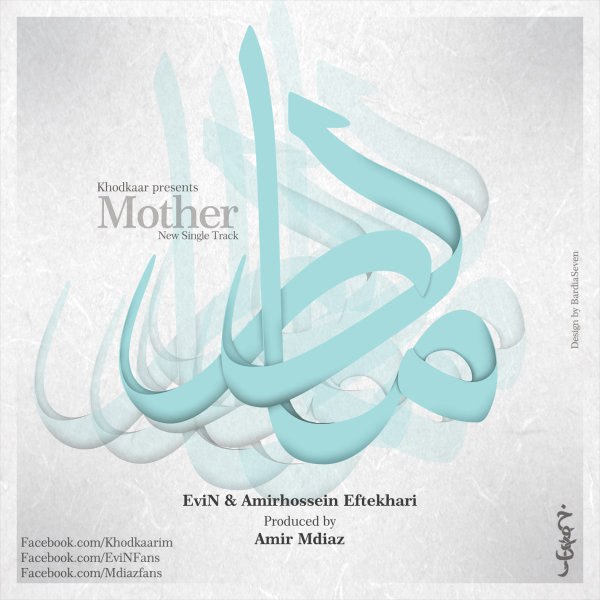 Khodkaar presents
Mother
New Single Track
مادر
Design by BardiaSeven
EviN & Amirhossein Eftekhari
Produced by
Amir Mdiaz
Facebook.com/Khodkaarim
Facebook.com/EviNFans
Facebook.com/Mdiazfans